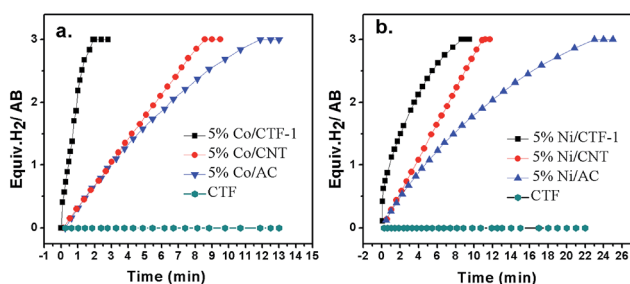 a.
Equiv.H₂/ AB
3
2
1
0
5% Co/CTF-1
5% Co/CNT
5% Co/AC
CTF
-1 0 1 2 3 4 5 6 7 8 9 10 11 12 13 14 15
Time (min)
b.
Equiv.H₂/ AB
3
2
1
0
5% Ni/CTF-1
5% Ni/CNT
5% Ni/AC
CTF
-2 0 2 4 6 8 10 12 14 16 18 20 22 24 26
Time (min)